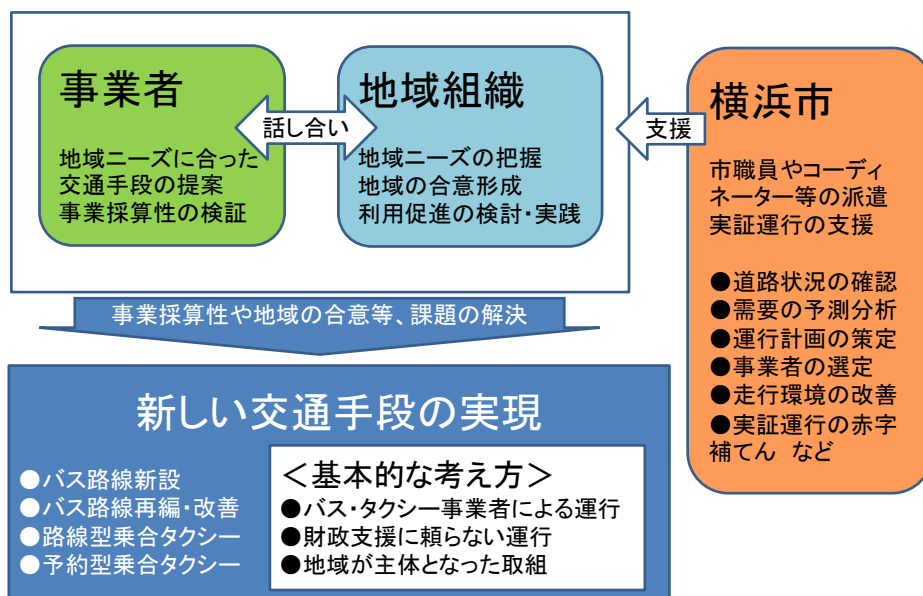 事業者
地域ニーズに合った
交通手段の提案
事業採算性の検証
話し合い
地域組織
地域ニーズの把握
地域の合意形成
利用促進の検討・実践
支援
横浜市
市職員やコーディ
ネーター等の派遣
実証運行の支援
●道路状況の確認
●需要の予測分析
●運行計画の策定
●事業者の選定
●走行環境の改善
●実証運行の赤字
補てん など
事業採算性や地域の合意等、課題の解決
新しい交通手段の実現
●バス路線新設
●バス路線再編・改善
●路線型乗合タクシー
●予約型乗合タクシー
＜基本的な考え方＞
●バス・タクシー事業者による運行
●財政支援に頼らない運行
●地域が主体となった取組